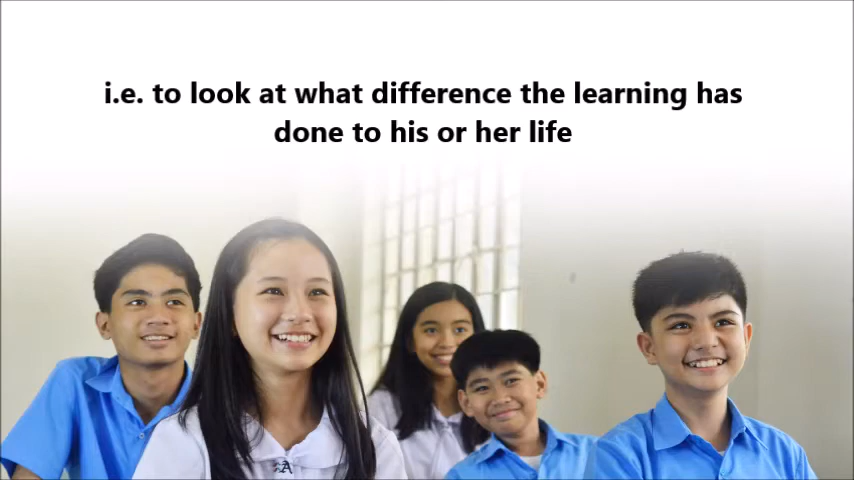 i.e. to look at what difference the learning has
done to his or her life